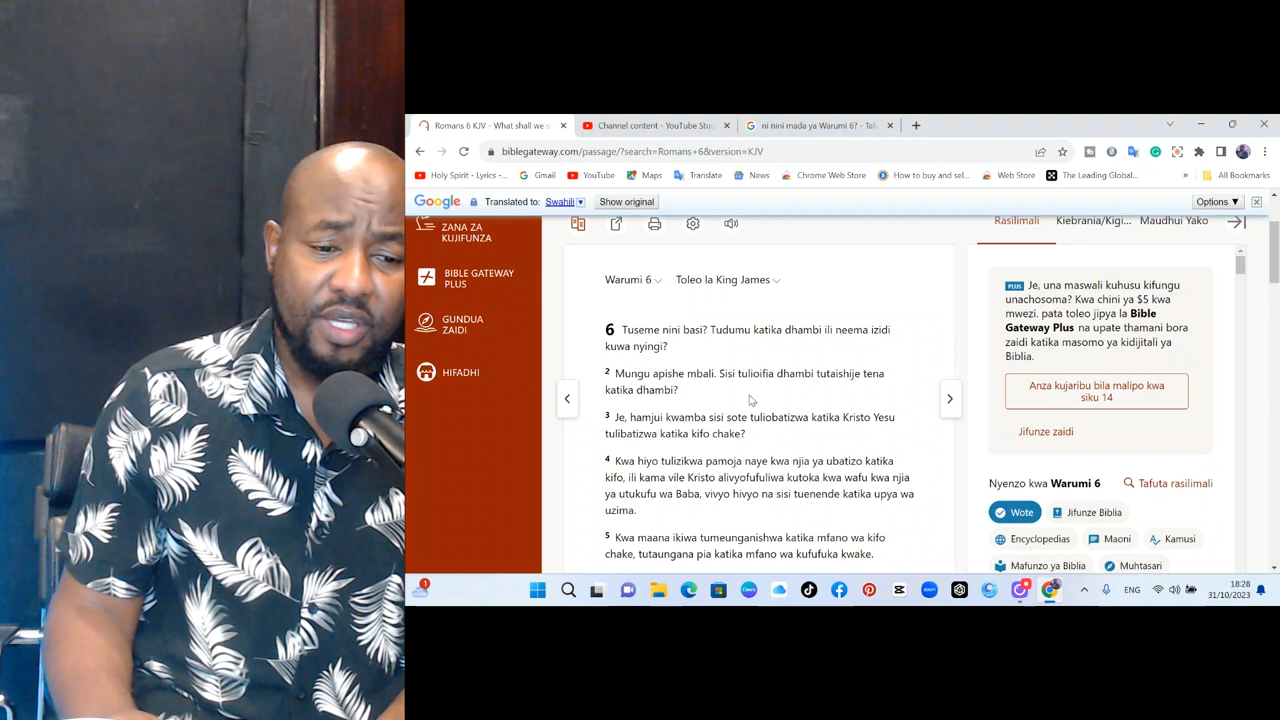 Romans 6 KJV - What shall we s
Channel content - YouTube Stud
ni nini mada ya Warumi 6? - Taf
biblegateway.com/passage/?search=Romans+6&version=KJV
Holy Spirit - Lyrics -...
Gmail
YouTube
Maps
Translate
News
Chrome Web Store
How to buy and sel...
Web Store
The Leading Global...
»
All Bookmarks
Google
Translated to: Swahili
Show original
Options ▼
ZANA ZA
KUJIFUNZA
BIBLE GATEWAY
PLUS
GUNDUA
ZAIDI
HIFADHI
Warumi 6
Toleo la King James
6 Tuseme nini basi? Tudumu katika dhambi ili neema izidi
kuwa nyingi?
2 Mungu apishe mbali. Sisi tulioifia dhambi tutaishije tena
katika dhambi?
3 Je, hamjui kwamba sisi sote tuliobatizwa katika Kristo Yesu
tulibatizwa katika kifo chake?
4 Kwa hiyo tulizikwa pamoja naye kwa njia ya ubatizo katika
kifo, ili kama vile Kristo alivyofufuliwa kutoka kwa wafu kwa njia
ya utukufu wa Baba, vivyo hivyo na sisi tuenende katika upya wa
uzima.
5 Kwa maana ikiwa tumeunganishwa katika mfano wa kifo
chake, tutaungana pia katika mfano wa kufufuka kwake.
Rasilimali
Kiebrania/Kigi...
Maudhui Yako
PLUS Je, una maswali kuhusu kifungu
unachosoma? Kwa chini ya $5 kwa
mwezi. pata toleo jipya la Bible
Gateway Plus na upate thamani bora
zaidi katika masomo ya kidijitali ya
Biblia.
Anza kujaribu bila malipo kwa
siku 14
Jifunze zaidi
Nyenzo kwa Warumi 6
Tafuta rasilimali
Wote
Jifunze Biblia
Encyclopedias
Maoni
Kamusi
Mafunzo ya Biblia
Muhtasari
1
zoom
ENG
18:28
31/10/2023